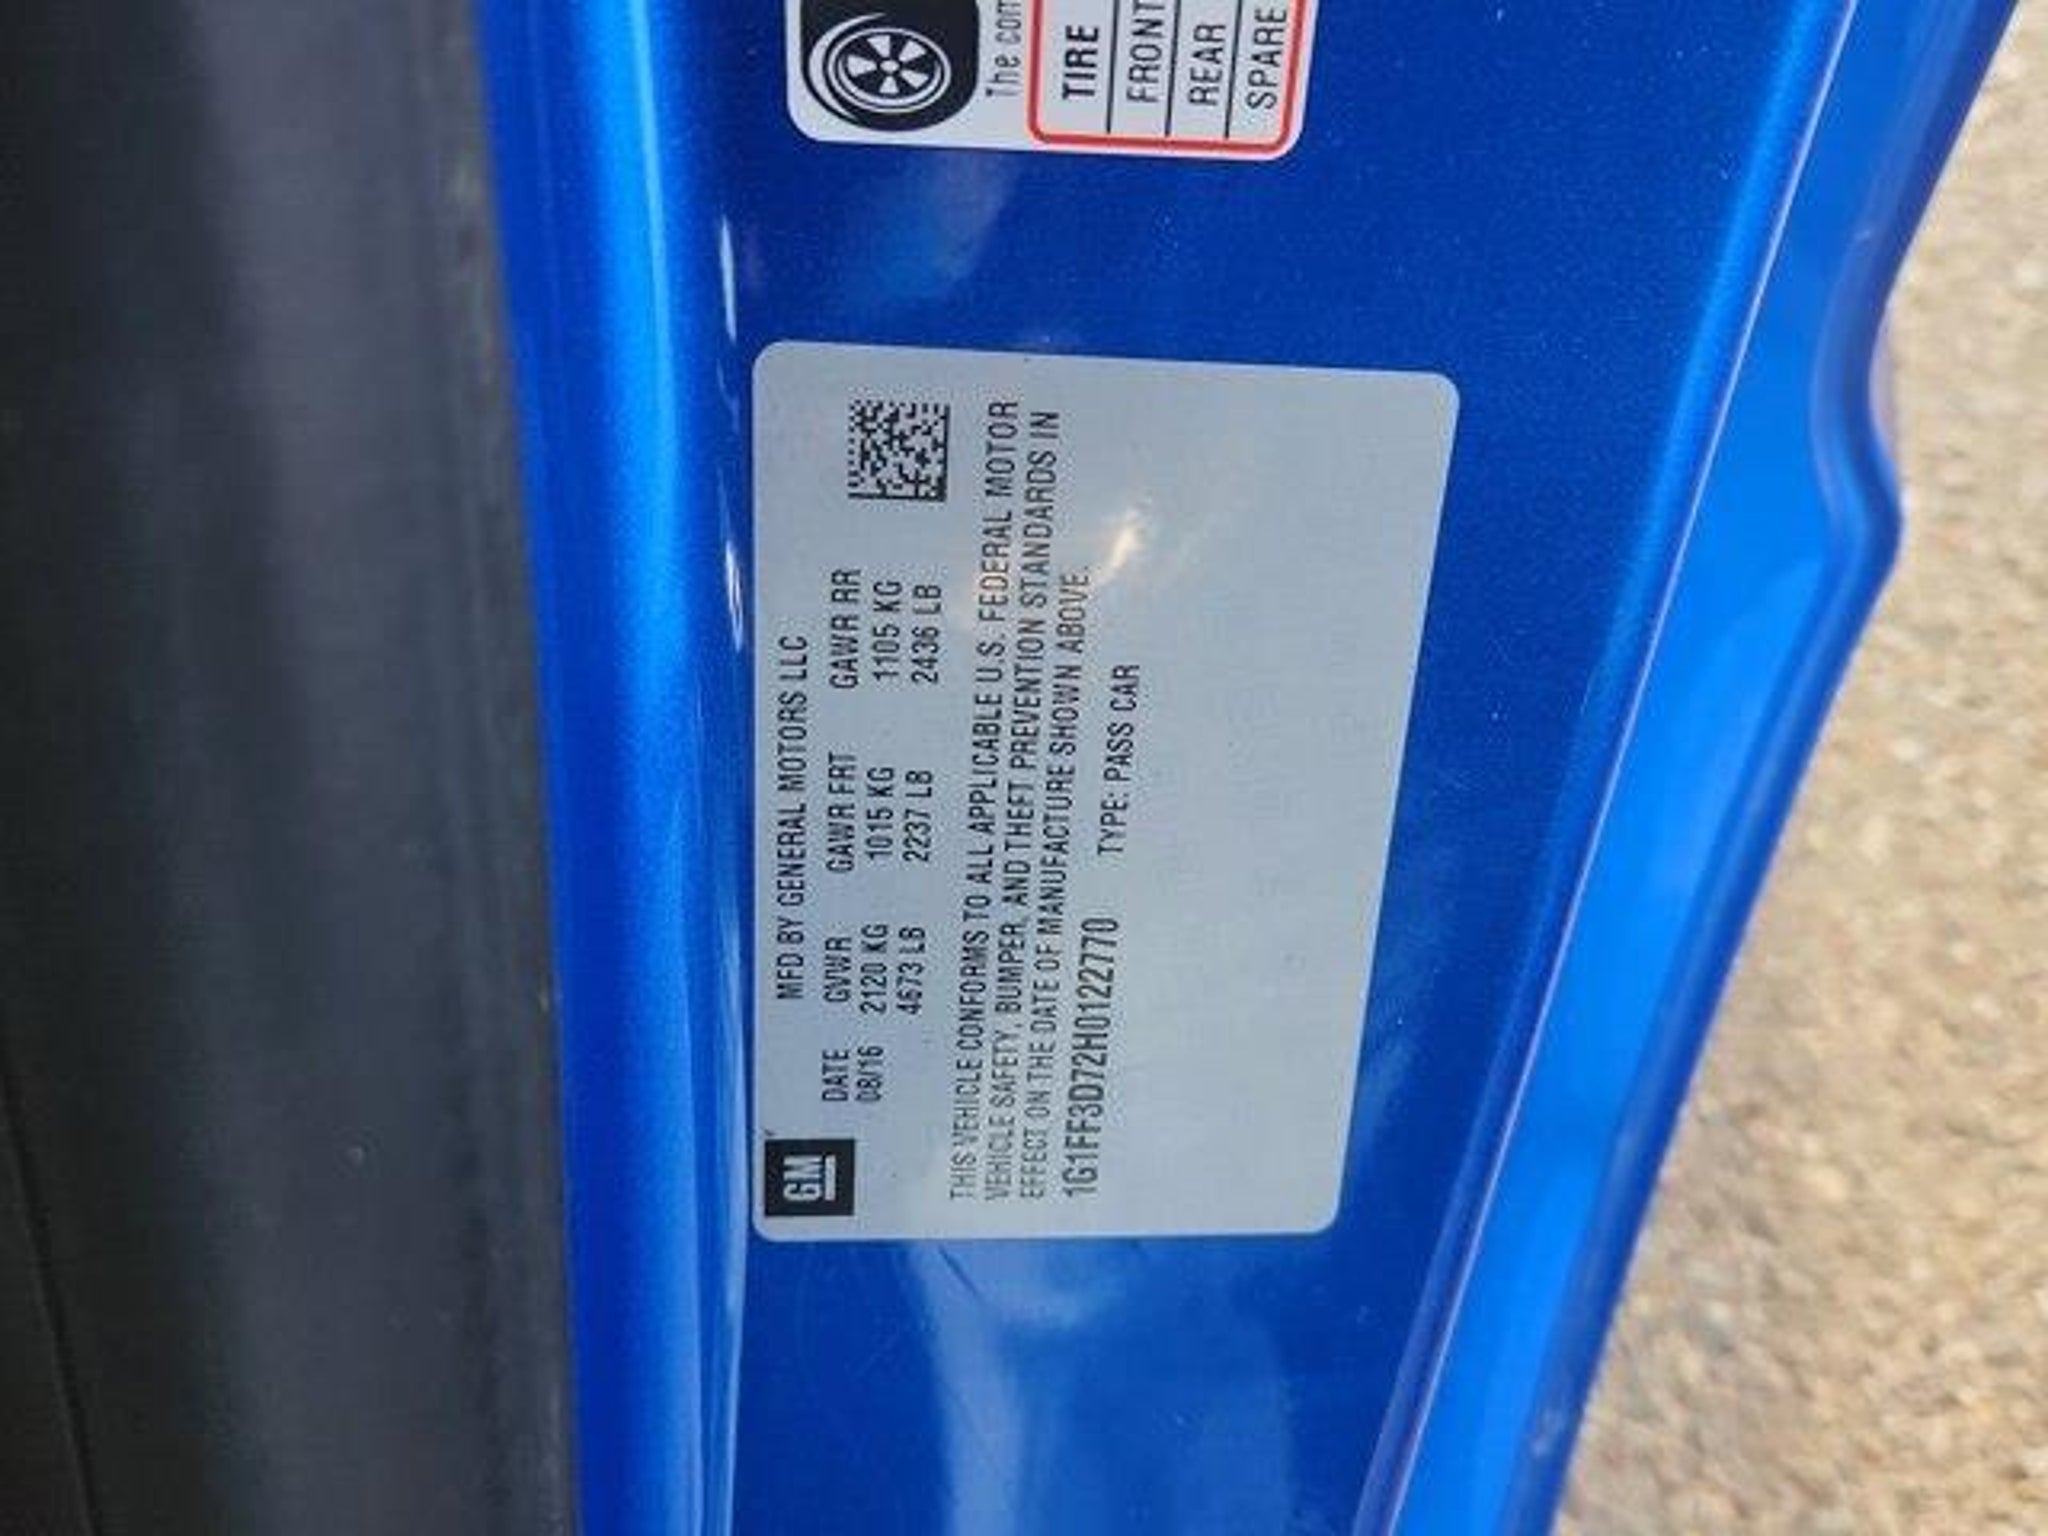 The com
TIRE
FRONT
REAR
SPARE
GM
MFD BY GENERAL MOTORS LLC
DATE GVWR GAWR FRT GAWR RR
08/16 2120 KG 1015 KG 1105 KG
4673 LB 2237 LB 2436 LB
THIS VEHICLE CONFORMS TO ALL APPLICABLE U.S. FEDERAL MOTOR
VEHICLE SAFETY, BUMPER, AND THEFT PREVENTION STANDARDS IN
EFFECT ON THE DATE OF MANUFACTURE SHOWN ABOVE.
1G1FF3D72H0122770 TYPE: PASS CAR